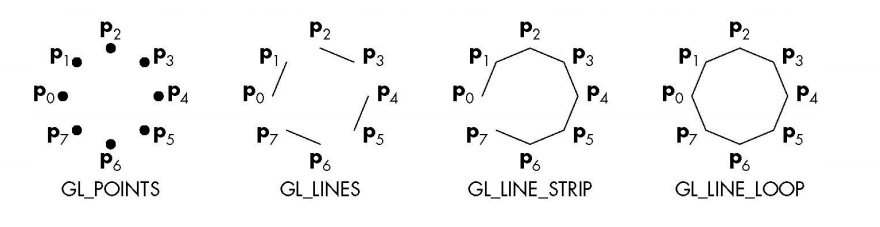 p0 p1 p2 p3 p4 p5 p6 p7
GL_POINTS
p0 p1 p2 p3 p4 p5 p6 p7
GL_LINES
p0 p1 p2 p3 p4 p5 p6 p7
GL_LINE_STRIP
p0 p1 p2 p3 p4 p5 p6 p7
GL_LINE_LOOP